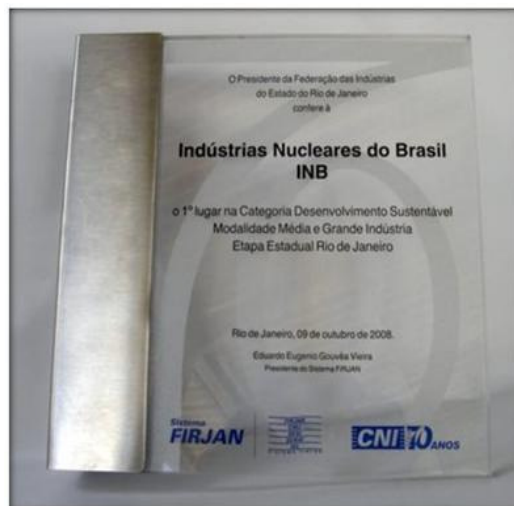 O Presidente da Federação das Indústrias
do Estado do Rio de Janeiro
confere à
Indústrias Nucleares do Brasil
INB
o 1º lugar na Categoria Desenvolvimento Sustentável
Modalidade Média e Grande Indústria
Etapa Estadual Rio de Janeiro
Rio de Janeiro, 09 de outubro de 2008.
Eduardo Eugenio Gouvêa Vieira
Presidente do Sistema FIRJAN
Sistema
FIRJAN
CNI 70 ANOS